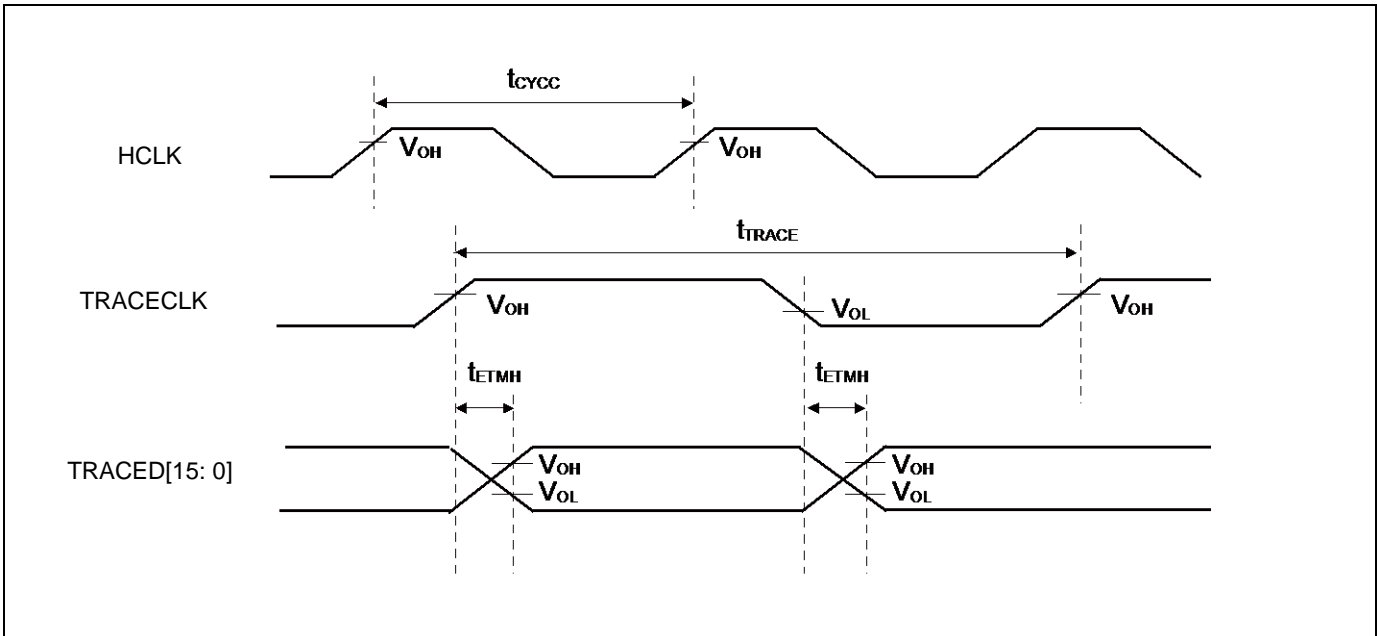 tCYCC
HCLK
VOH VOH
tTRACE
TRACECLK
VOH VOL VOH
tETMH tETMH
TRACED[15: 0]
VOH VOH
VOL VOL